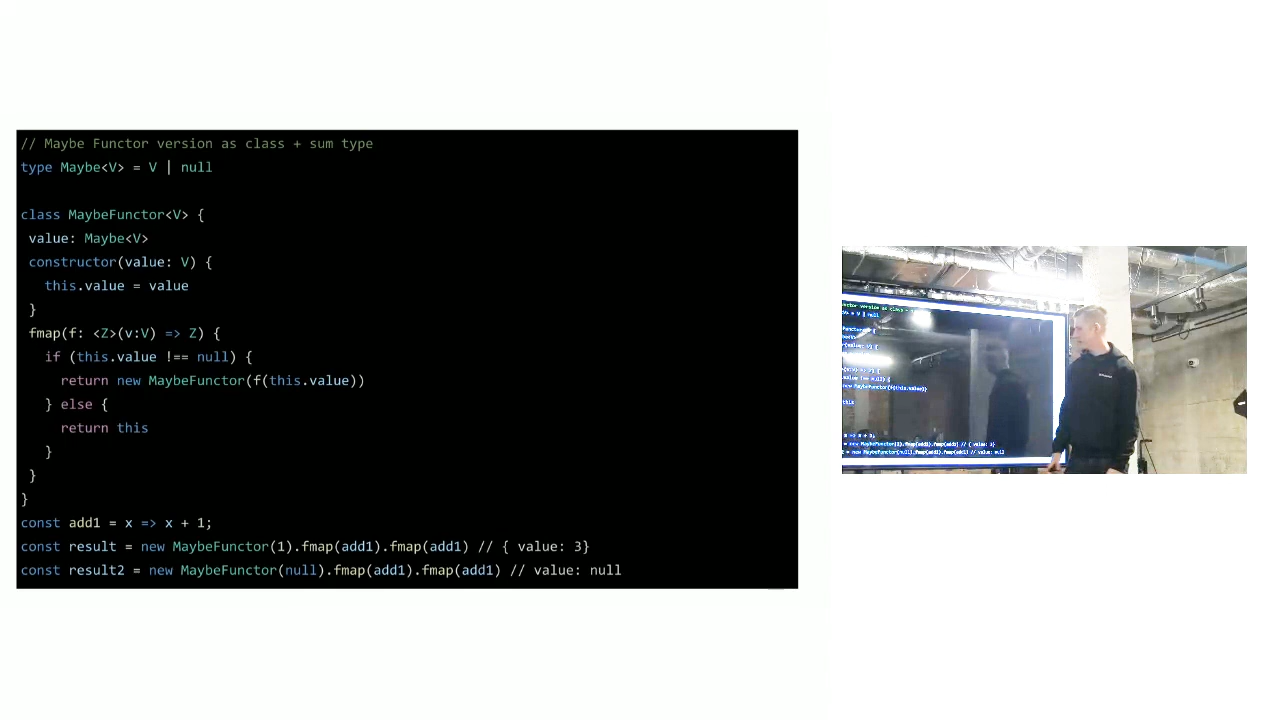 // Maybe Functor version as class + sum type
type Maybe<V> = V | null
class MaybeFunctor<V> {
value: Maybe<V>
constructor(value: V) {
this.value = value
}
fmap(f: <Z>(v:V) => Z) {
if (this.value !== null) {
return new MaybeFunctor(f(this.value))
} else {
return this
}
}
}
const add1 = x => x + 1;
const result = new MaybeFunctor(1).fmap(add1).fmap(add1) // { value: 3}
const result2 = new MaybeFunctor(null).fmap(add1).fmap(add1) // value: null